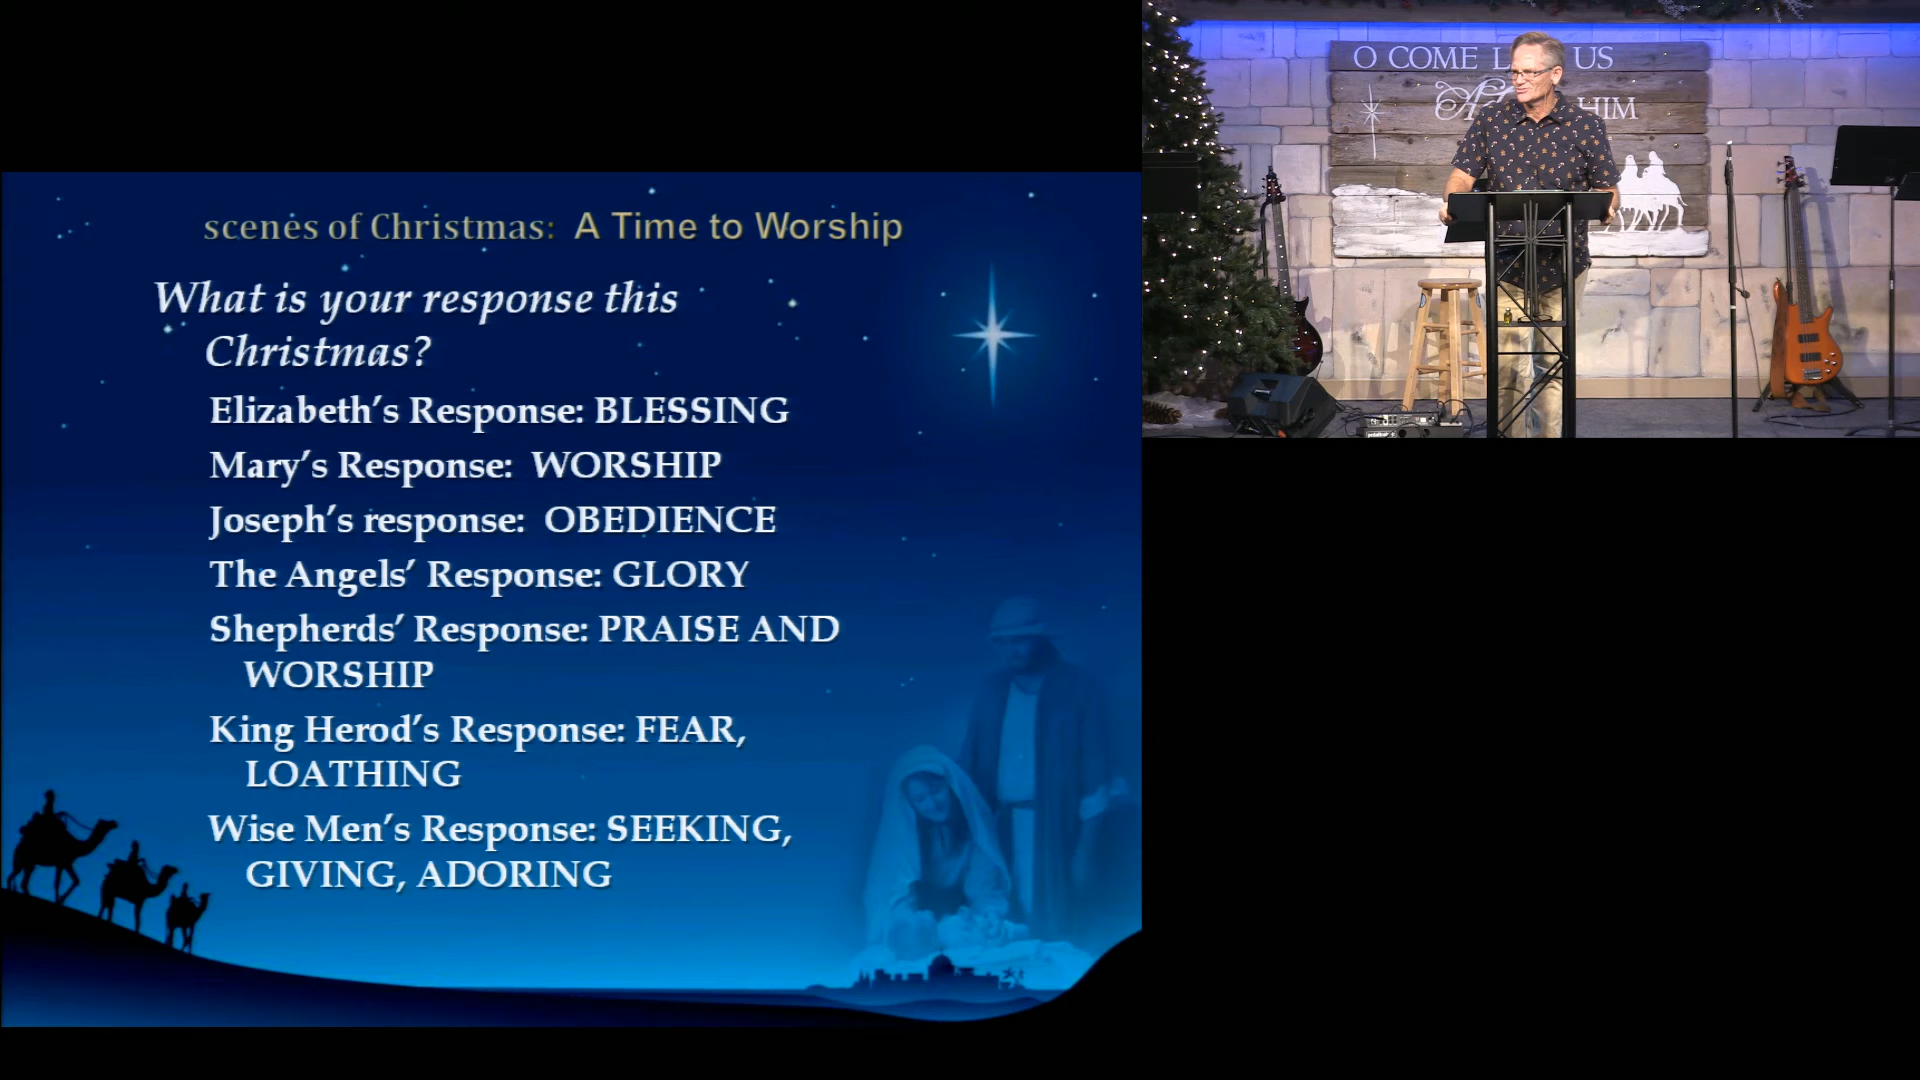 scenes of Christmas: A Time to Worship
What is your response this
Christmas?
Elizabeth’s Response: BLESSING
Mary’s Response: WORSHIP
Joseph’s response: OBEDIENCE
The Angels’ Response: GLORY
Shepherds’ Response: PRAISE AND
WORSHIP
King Herod’s Response: FEAR,
LOATHING
Wise Men’s Response: SEEKING,
GIVING, ADORING
O COME US
HIM